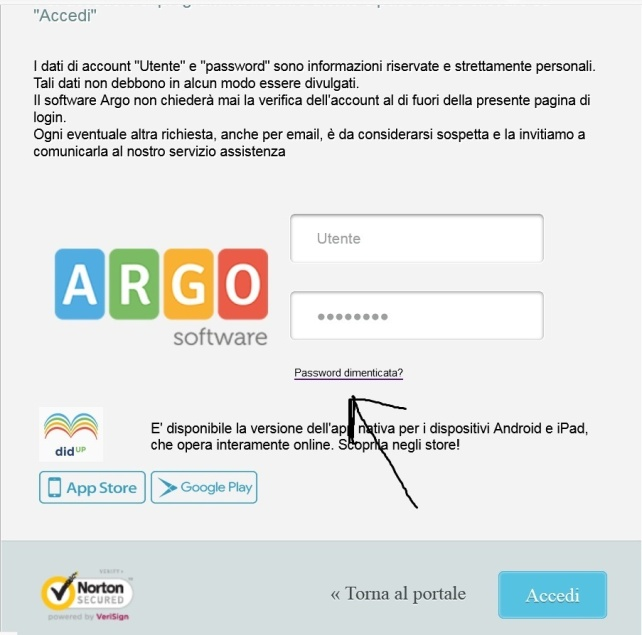 "Accedi"
I dati di account "Utente" e "password" sono informazioni riservate e strettamente personali.
Tali dati non debbono in alcun modo essere divulgati.
Il software Argo non chiederà mai la verifica dell'account al di fuori della presente pagina di
login.
Ogni eventuale altra richiesta, anche per email, è da considerarsi sospetta e la invitiamo a
comunicarla al nostro servizio assistenza
Utente
ARGO
software
Password dimenticata?
E' disponibile la versione dell'app nativa per i dispositivi Android e iPad,
che opera interamente online. Scoprila negli store!
didUP
App Store
Google Play
VERIFY
Norton
SECURED
powered by VeriSign
« Torna al portale
Accedi